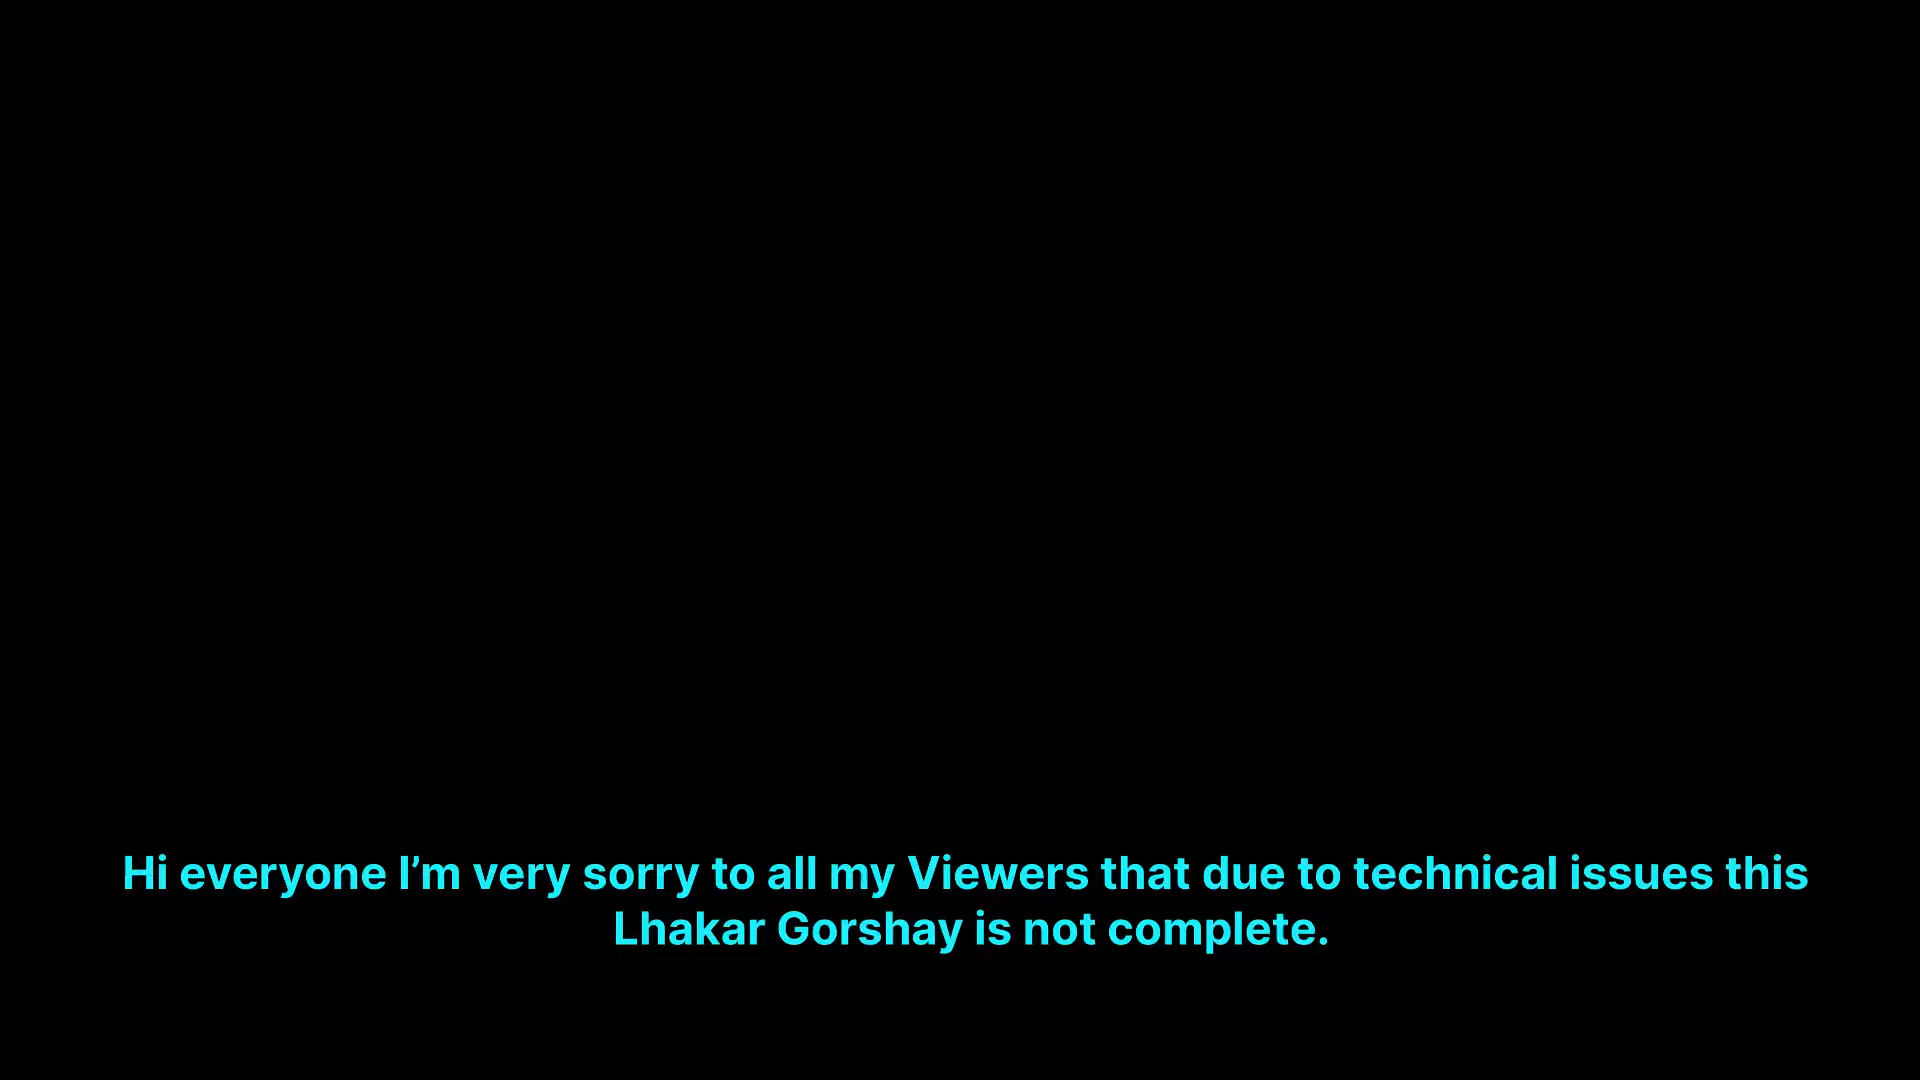 Hi everyone I’m very sorry to all my Viewers that due to technical issues this
Lhakar Gorshay is not complete.